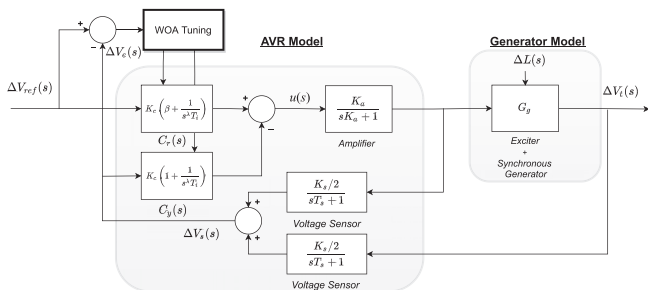 WOA Tuning
+
−
ΔV_e(s)
AVR Model
Generator Model
ΔV_{ref}(s)
ΔL(s)
ΔV_t(s)
K_c (β + 1/(s^λ T_i))
C_r(s)
+
−
u(s)
K_a / (sK_a + 1)
Amplifier
G_g
Exciter
+
Synchronous
Generator
K_c (1 + 1/(s^λ T_i))
C_y(s)
K_s/2 / (sT_s + 1)
Voltage Sensor
+
+
ΔV_s(s)
K_s/2 / (sT_s + 1)
Voltage Sensor